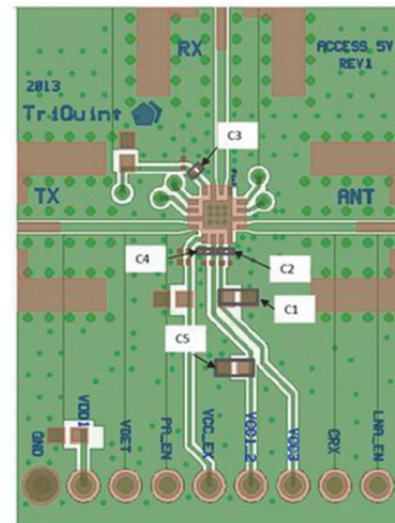 RX
ACCESS 5V
REV1
2013
TriQuint
C3
TX
ANT
C4
C2
C1
C5
GND
VDD1
VDET
PA_EN
VCC_EX
VDD1_2
VDD2
CRX
LNA_EN